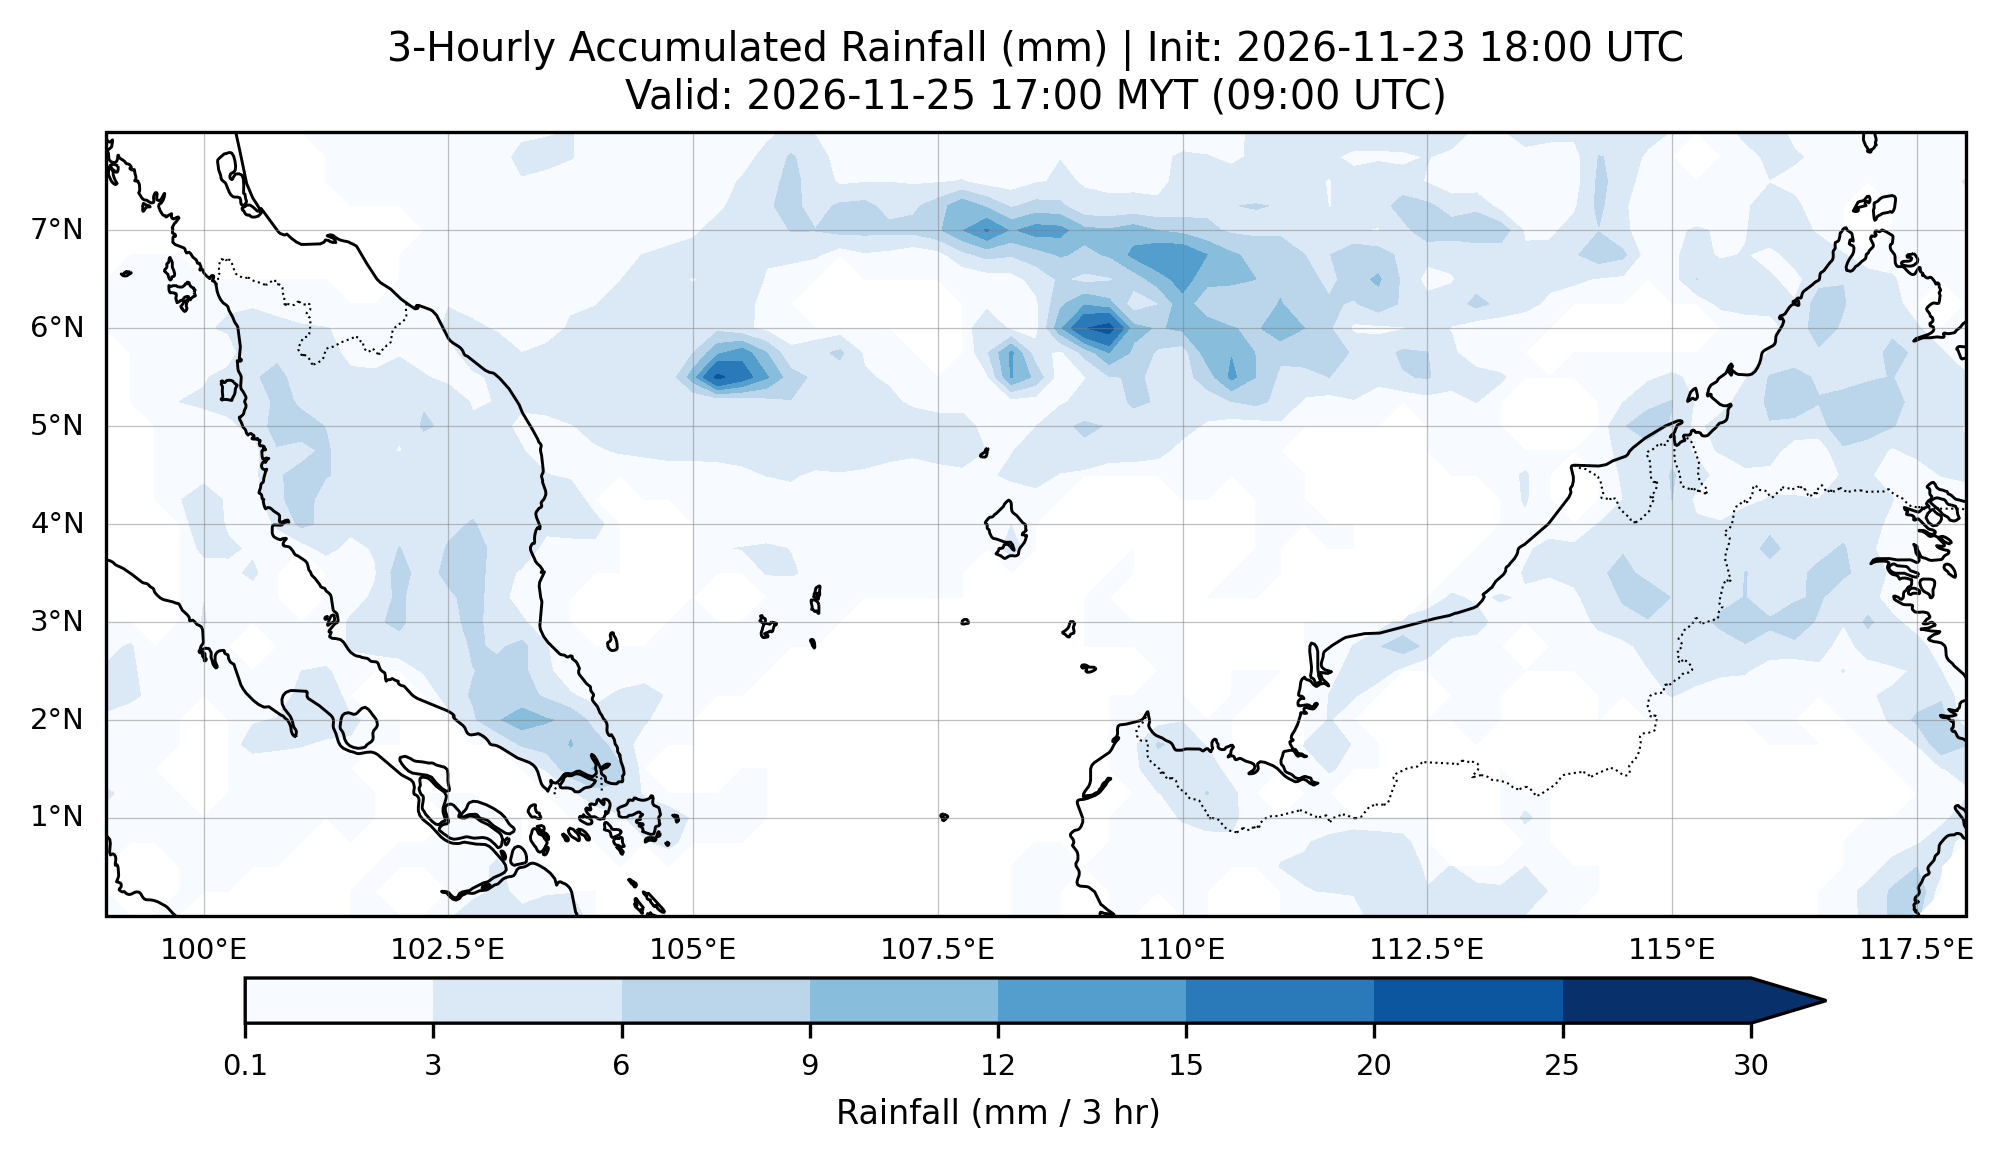 3-Hourly Accumulated Rainfall (mm) | Init: 2026-11-23 18:00 UTC
Valid: 2026-11-25 17:00 MYT (09:00 UTC)
7°N
6°N
5°N
4°N
3°N
2°N
1°N
100°E 102.5°E 105°E 107.5°E 110°E 112.5°E 115°E 117.5°E
0.1 3 6 9 12 15 20 25 30
Rainfall (mm / 3 hr)